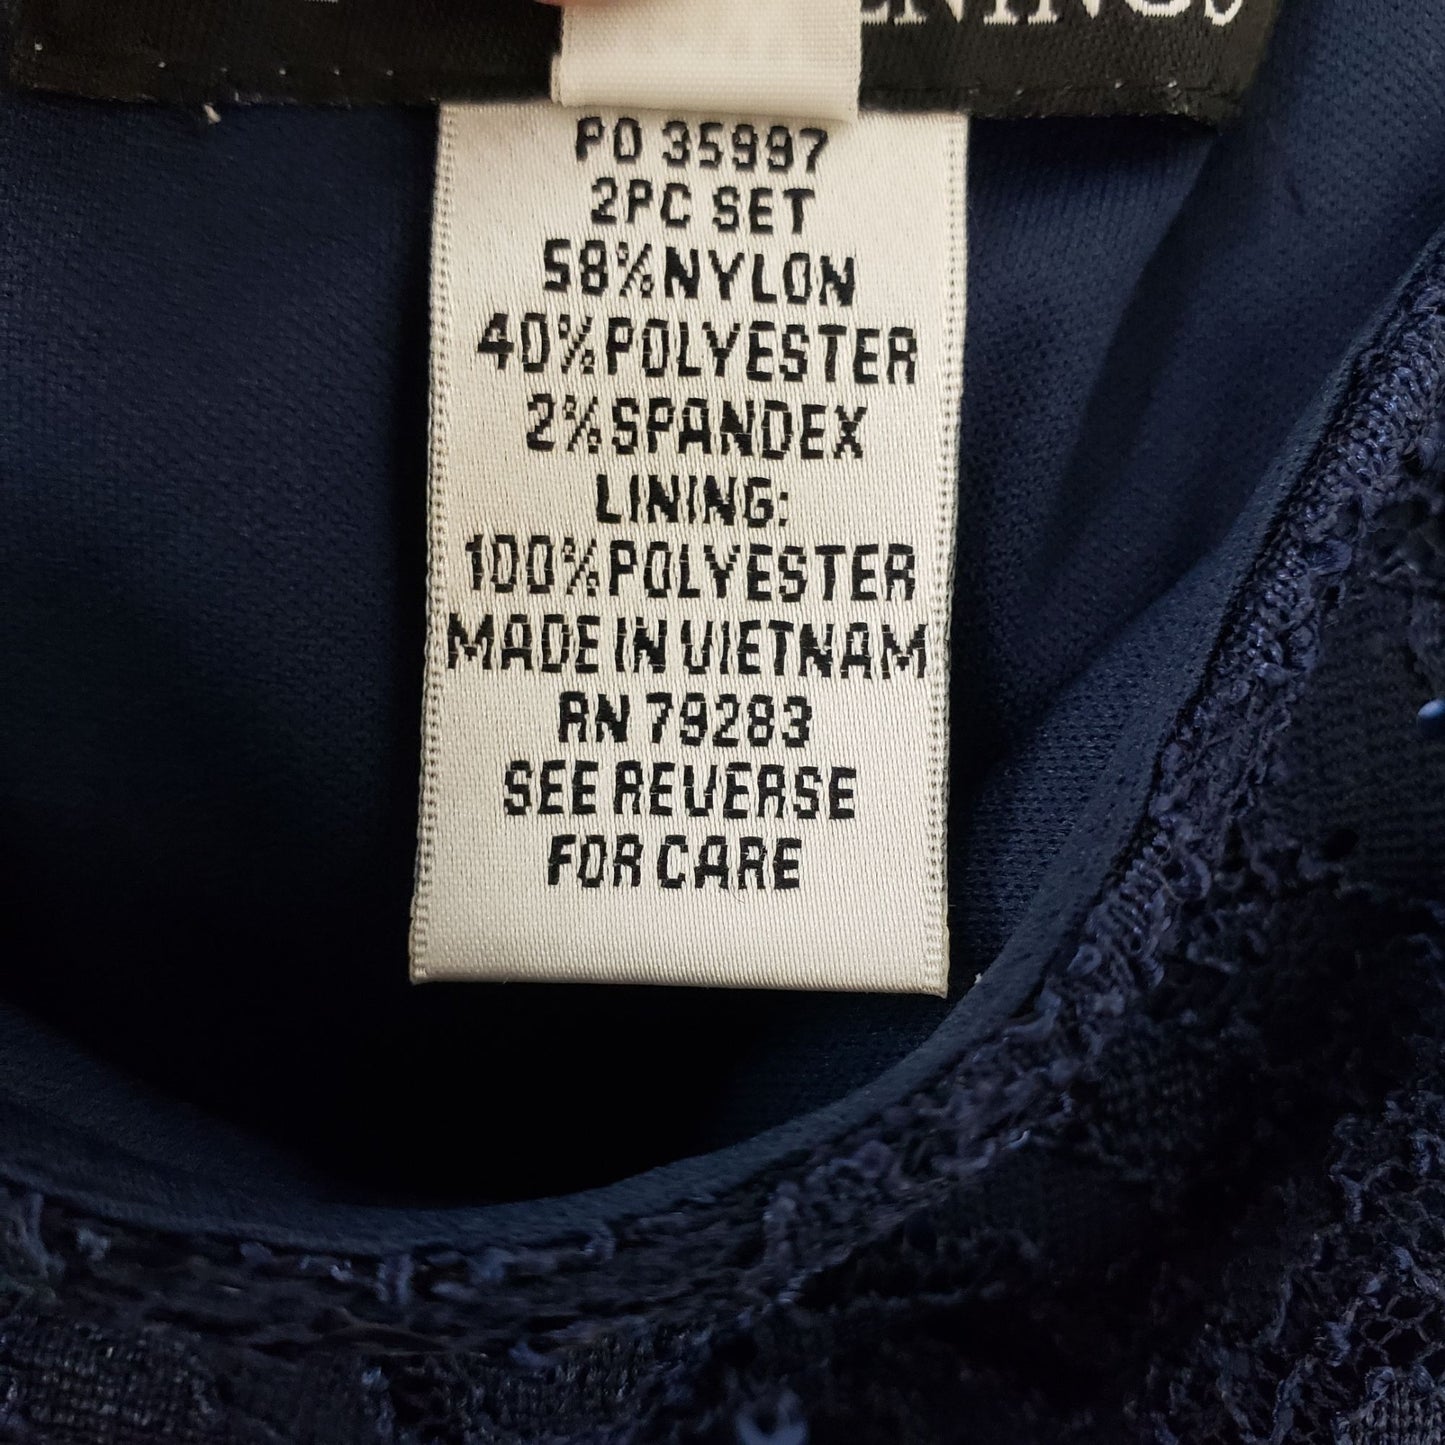 PO 35997
2PC SET
58%NYLON
40%POLYESTER
2%SPANDEX
LINING:
100%POLYESTER
MADE IN VIETNAM
RN 79283
SEE REVERSE
FOR CARE